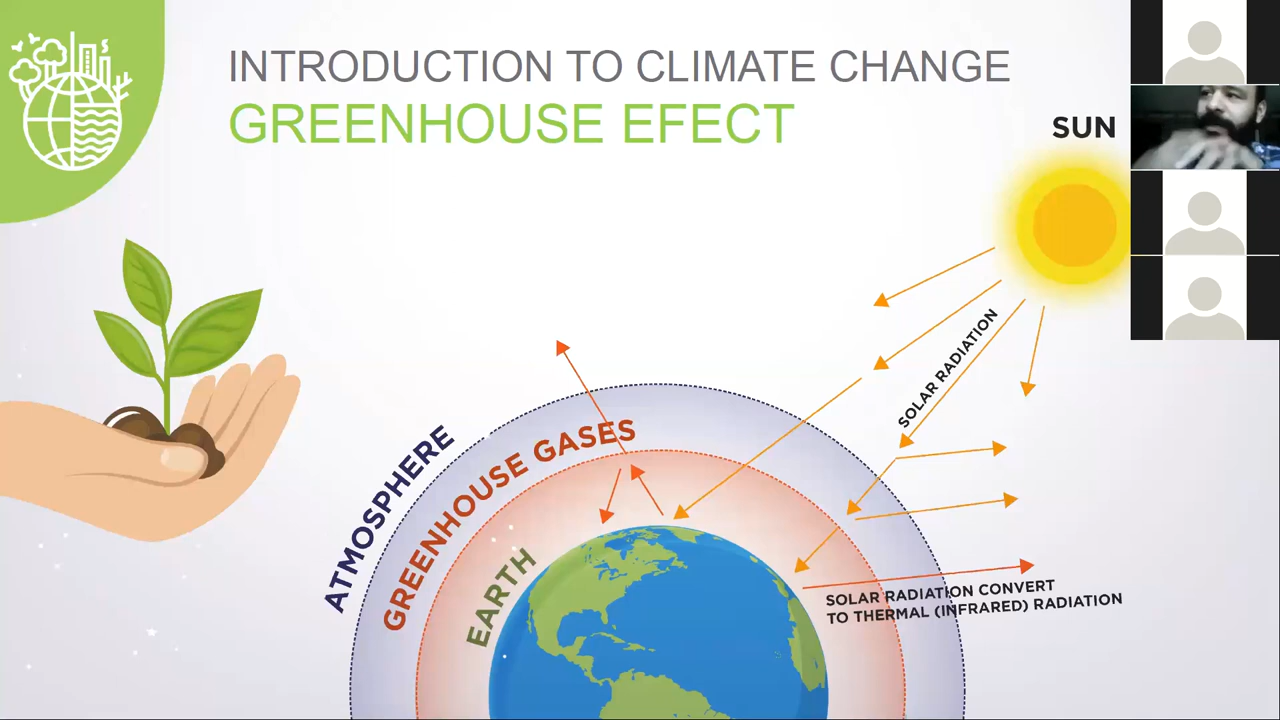 INTRODUCTION TO CLIMATE CHANGE
GREENHOUSE EFECT
SUN
SOLAR RADIATION
ATMOSPHERE
GREENHOUSE GASES
EARTH
SOLAR RADIATION CONVERT
TO THERMAL (INFRARED) RADIATION